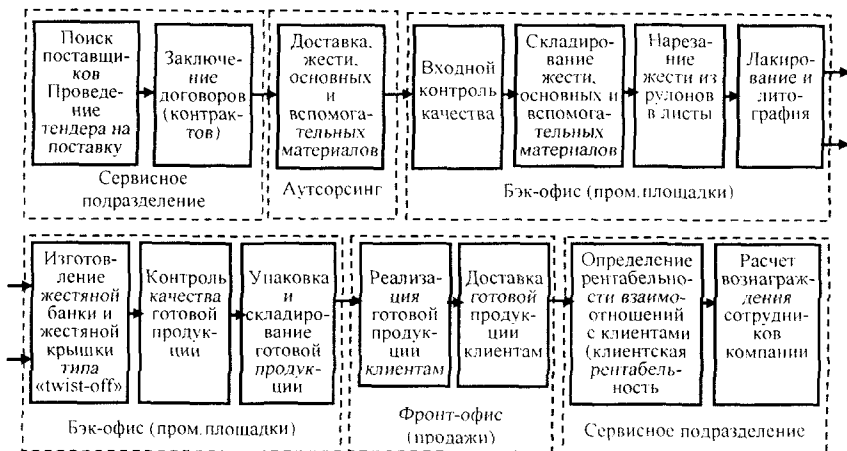 Поиск
поставщи-
ков
Проведе-
ние
тендера на
поставку
Заключе-
ние
договоров
(контрак-
тов)
Доставка,
жести,
основных
и
вспомога-
тельных
материалов
Входной
контроль
качества
Складиро-
вание
жести,
основных и
вспомога-
тельных
материалов
Нареза-
ние
жести из
рулонов
в листы
Лакиро-
вание и
лито-
графия
Сервисное
подразделение
Аутсорсинг
Бэк-офис (пром.площадки)
Изготов-
ление
жестяной
банки и
жестяной
крышки
типа
«twist-off»
Контроль
качества
готовой
продук-
ции
Упаковка
и
складиро-
вание
готовой
продук-
ции
Реализа-
ция
готовой
продук-
ции
клиентам
Доставка
готовой
продук-
ции
клиентам
Определение
рентабель-
ности взаимо-
отношений
с клиентами
(клиентская
рентабель-
ность
Расчет
вознаграж-
дения
сотрудни-
ков
компании
Бэк-офис (пром.площадки)
Фронт-офис
(продажи)
Сервисное подразделение